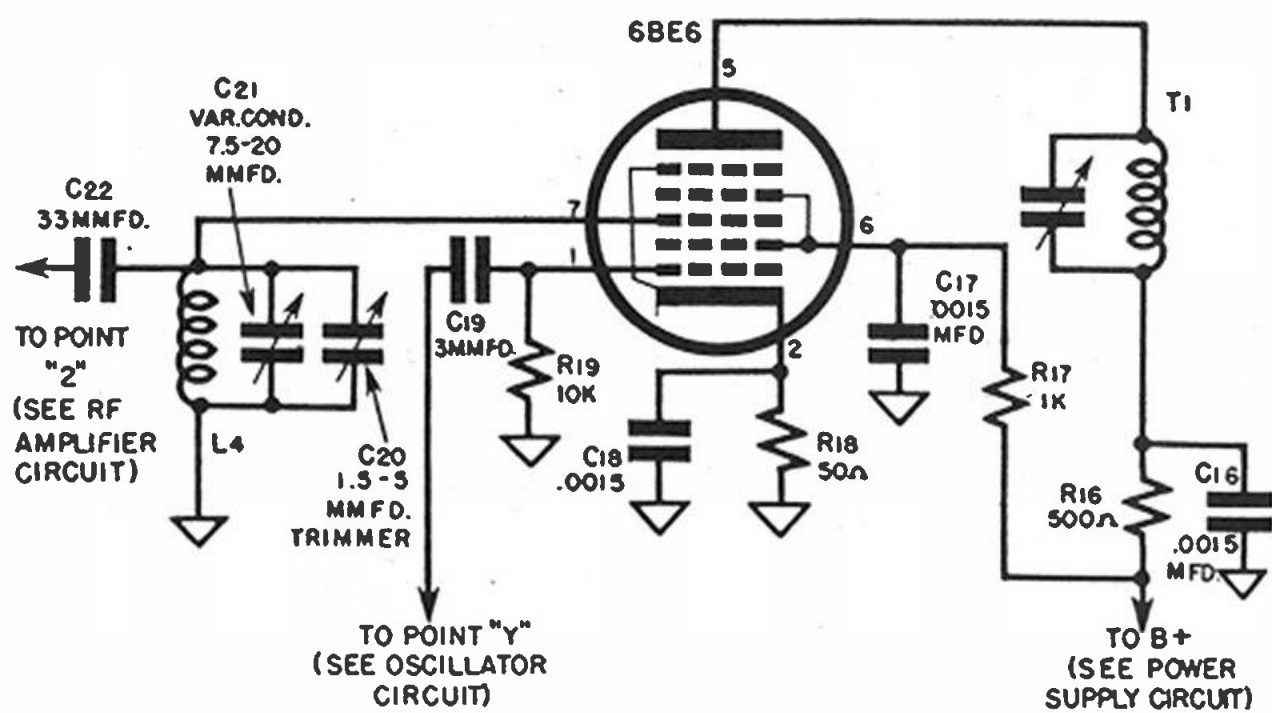 6BE6
5
T1
C21
VAR.COND.
7.5-20
MMFD.
C22
33MMFD.
7
1
6
2
C19
3MMFD.
R19
10K
C17
.0015
MFD
R17
1K
TO POINT
"2"
(SEE RF
AMPLIFIER
CIRCUIT)
L4
C20
1.5-5
MMFD.
TRIMMER
C18
.0015
R18
50Ω
R16
500Ω
C16
.0015
MFD.
TO POINT "Y"
(SEE OSCILLATOR
CIRCUIT)
TO B+
(SEE POWER
SUPPLY CIRCUIT)